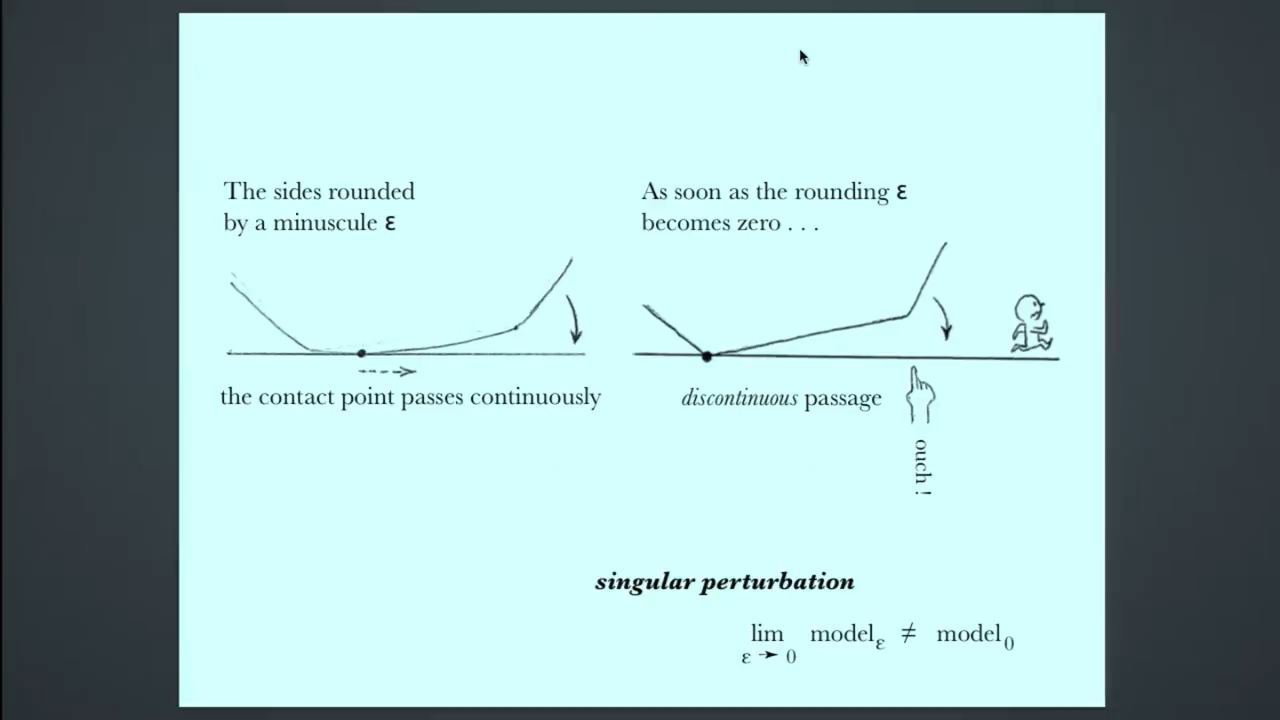 The sides rounded
by a minuscule ε
the contact point passes continuously
As soon as the rounding ε
becomes zero . . .
discontinuous passage
ouch !
singular perturbation
lim model_ε ≠ model_0
ε → 0